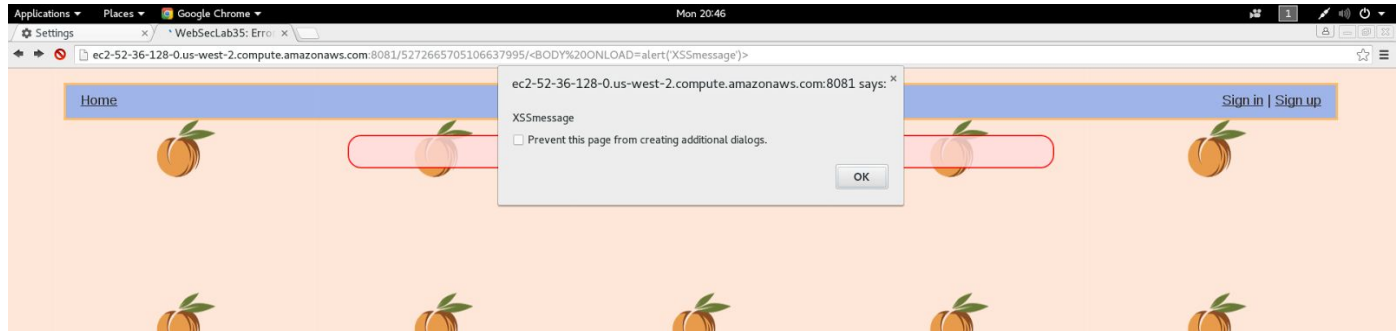 Applications Places Google Chrome Mon 20:46 1
Settings × WebSecLab35: Erro ×
ec2-52-36-128-0.us-west-2.compute.amazonaws.com:8081/5272665705106637995/<BODY%20ONLOAD=alert('XSSmessage')>
ec2-52-36-128-0.us-west-2.compute.amazonaws.com:8081 says: ×
Home Sign in | Sign up
XSSmessage
Prevent this page from creating additional dialogs.
OK